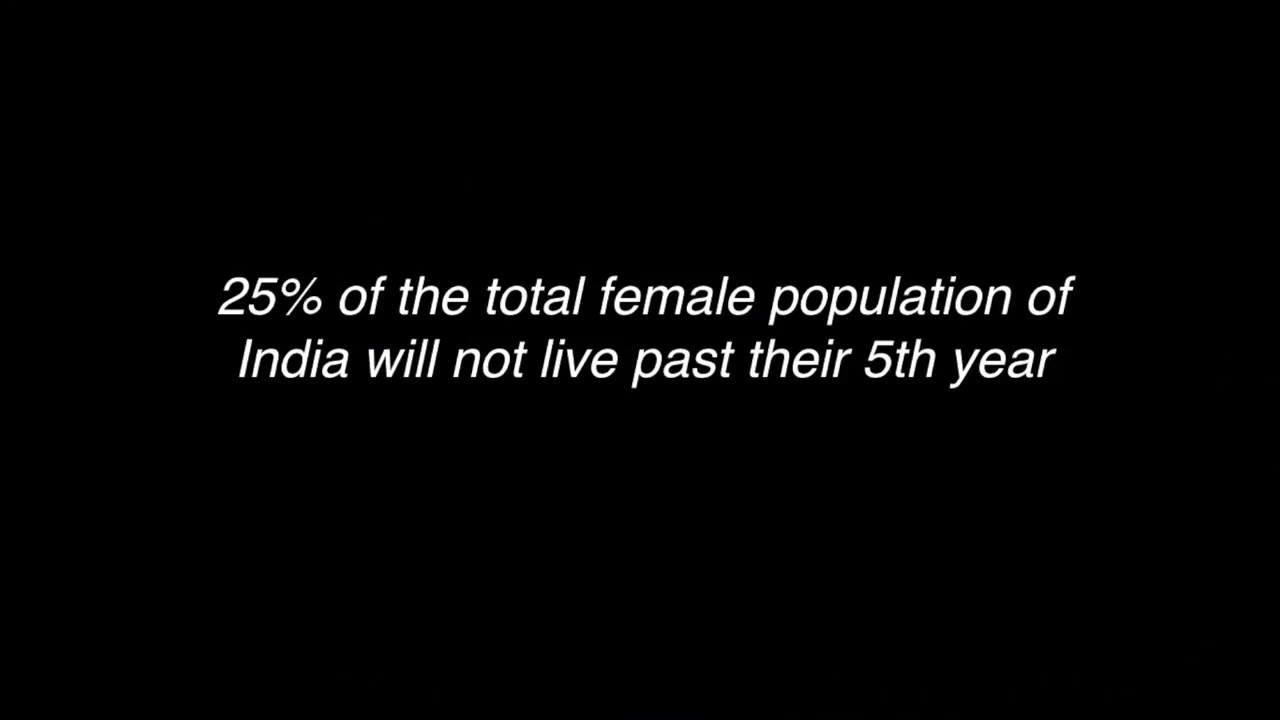 25% of the total female population of
India will not live past their 5th year